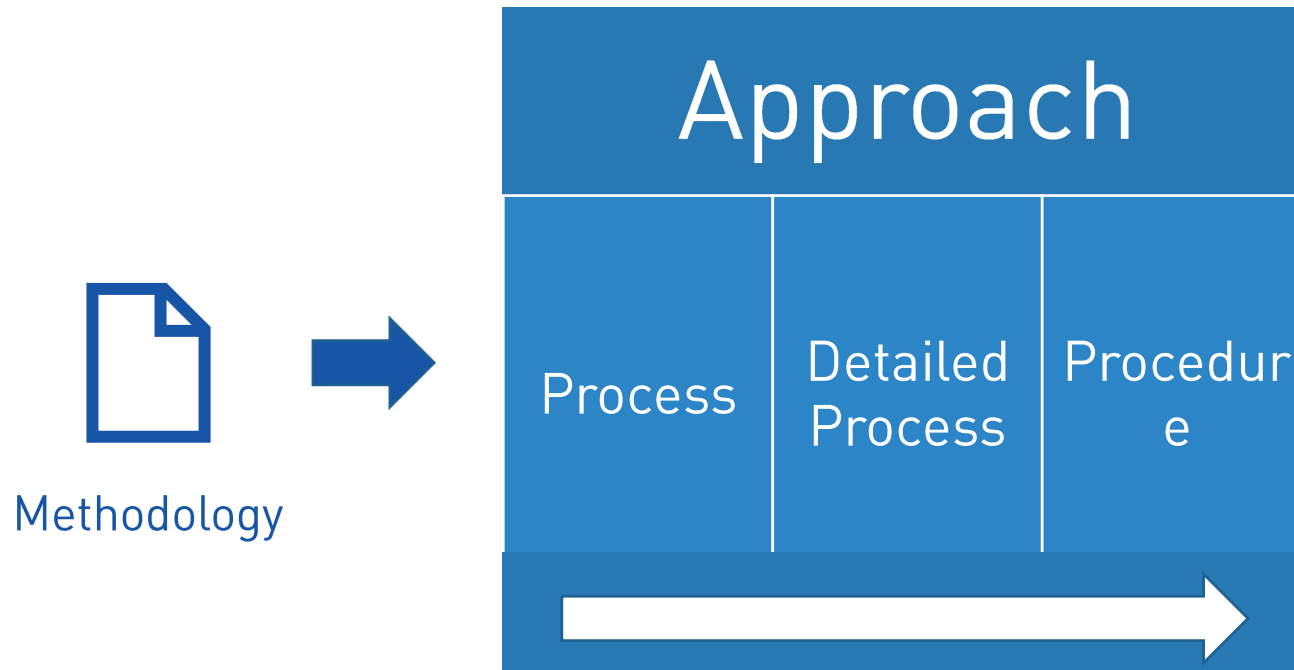 Approach
Process
Detailed
Process
Procedur
e
Methodology